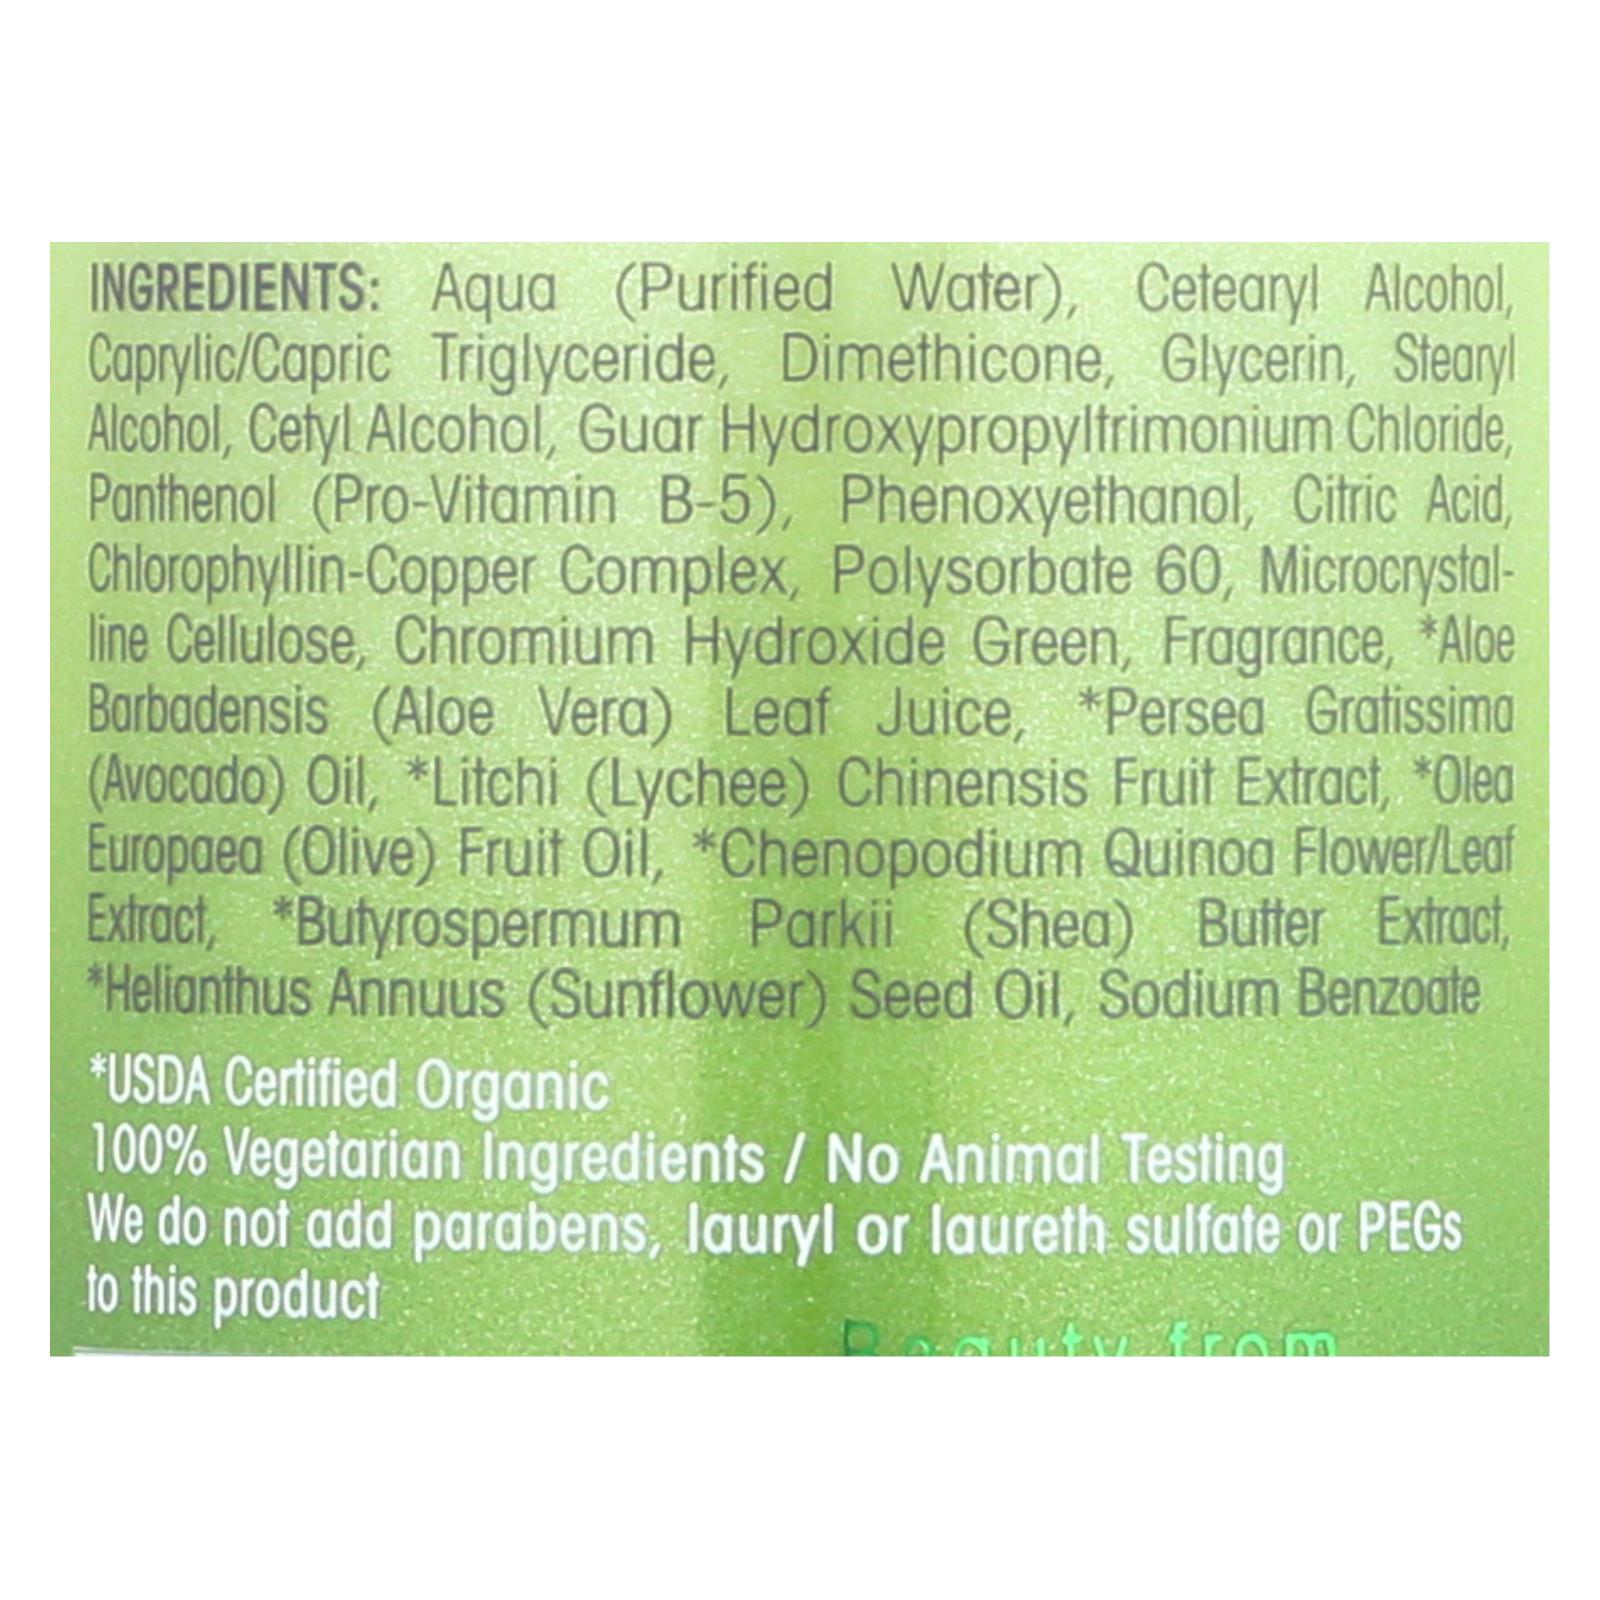 INGREDIENTS: Aqua (Purified Water), Cetearyl Alcohol,
Caprylic/Capric Triglyceride, Dimethicone, Glycerin, Stearyl
Alcohol, Cetyl Alcohol, Guar Hydroxypropyltrimonium Chloride,
Panthenol (Pro-Vitamin B-5), Phenoxyethanol, Citric Acid,
Chlorophyllin-Copper Complex, Polysorbate 60, Microcrystal-
line Cellulose, Chromium Hydroxide Green, Fragrance, *Aloe
Barbadensis (Aloe Vera) Leaf Juice, *Persea Gratissima
(Avocado) Oil, *Litchi (Lychee) Chinensis Fruit Extract, *Olea
Europaea (Olive) Fruit Oil, *Chenopodium Quinoa Flower/Leaf
Extract, *Butyrospermum Parkii (Shea) Butter Extract,
*Helianthus Annuus (Sunflower) Seed Oil, Sodium Benzoate
*USDA Certified Organic
100% Vegetarian Ingredients / No Animal Testing
We do not add parabens, lauryl or laureth sulfate or PEGs
to this product
Beauty from